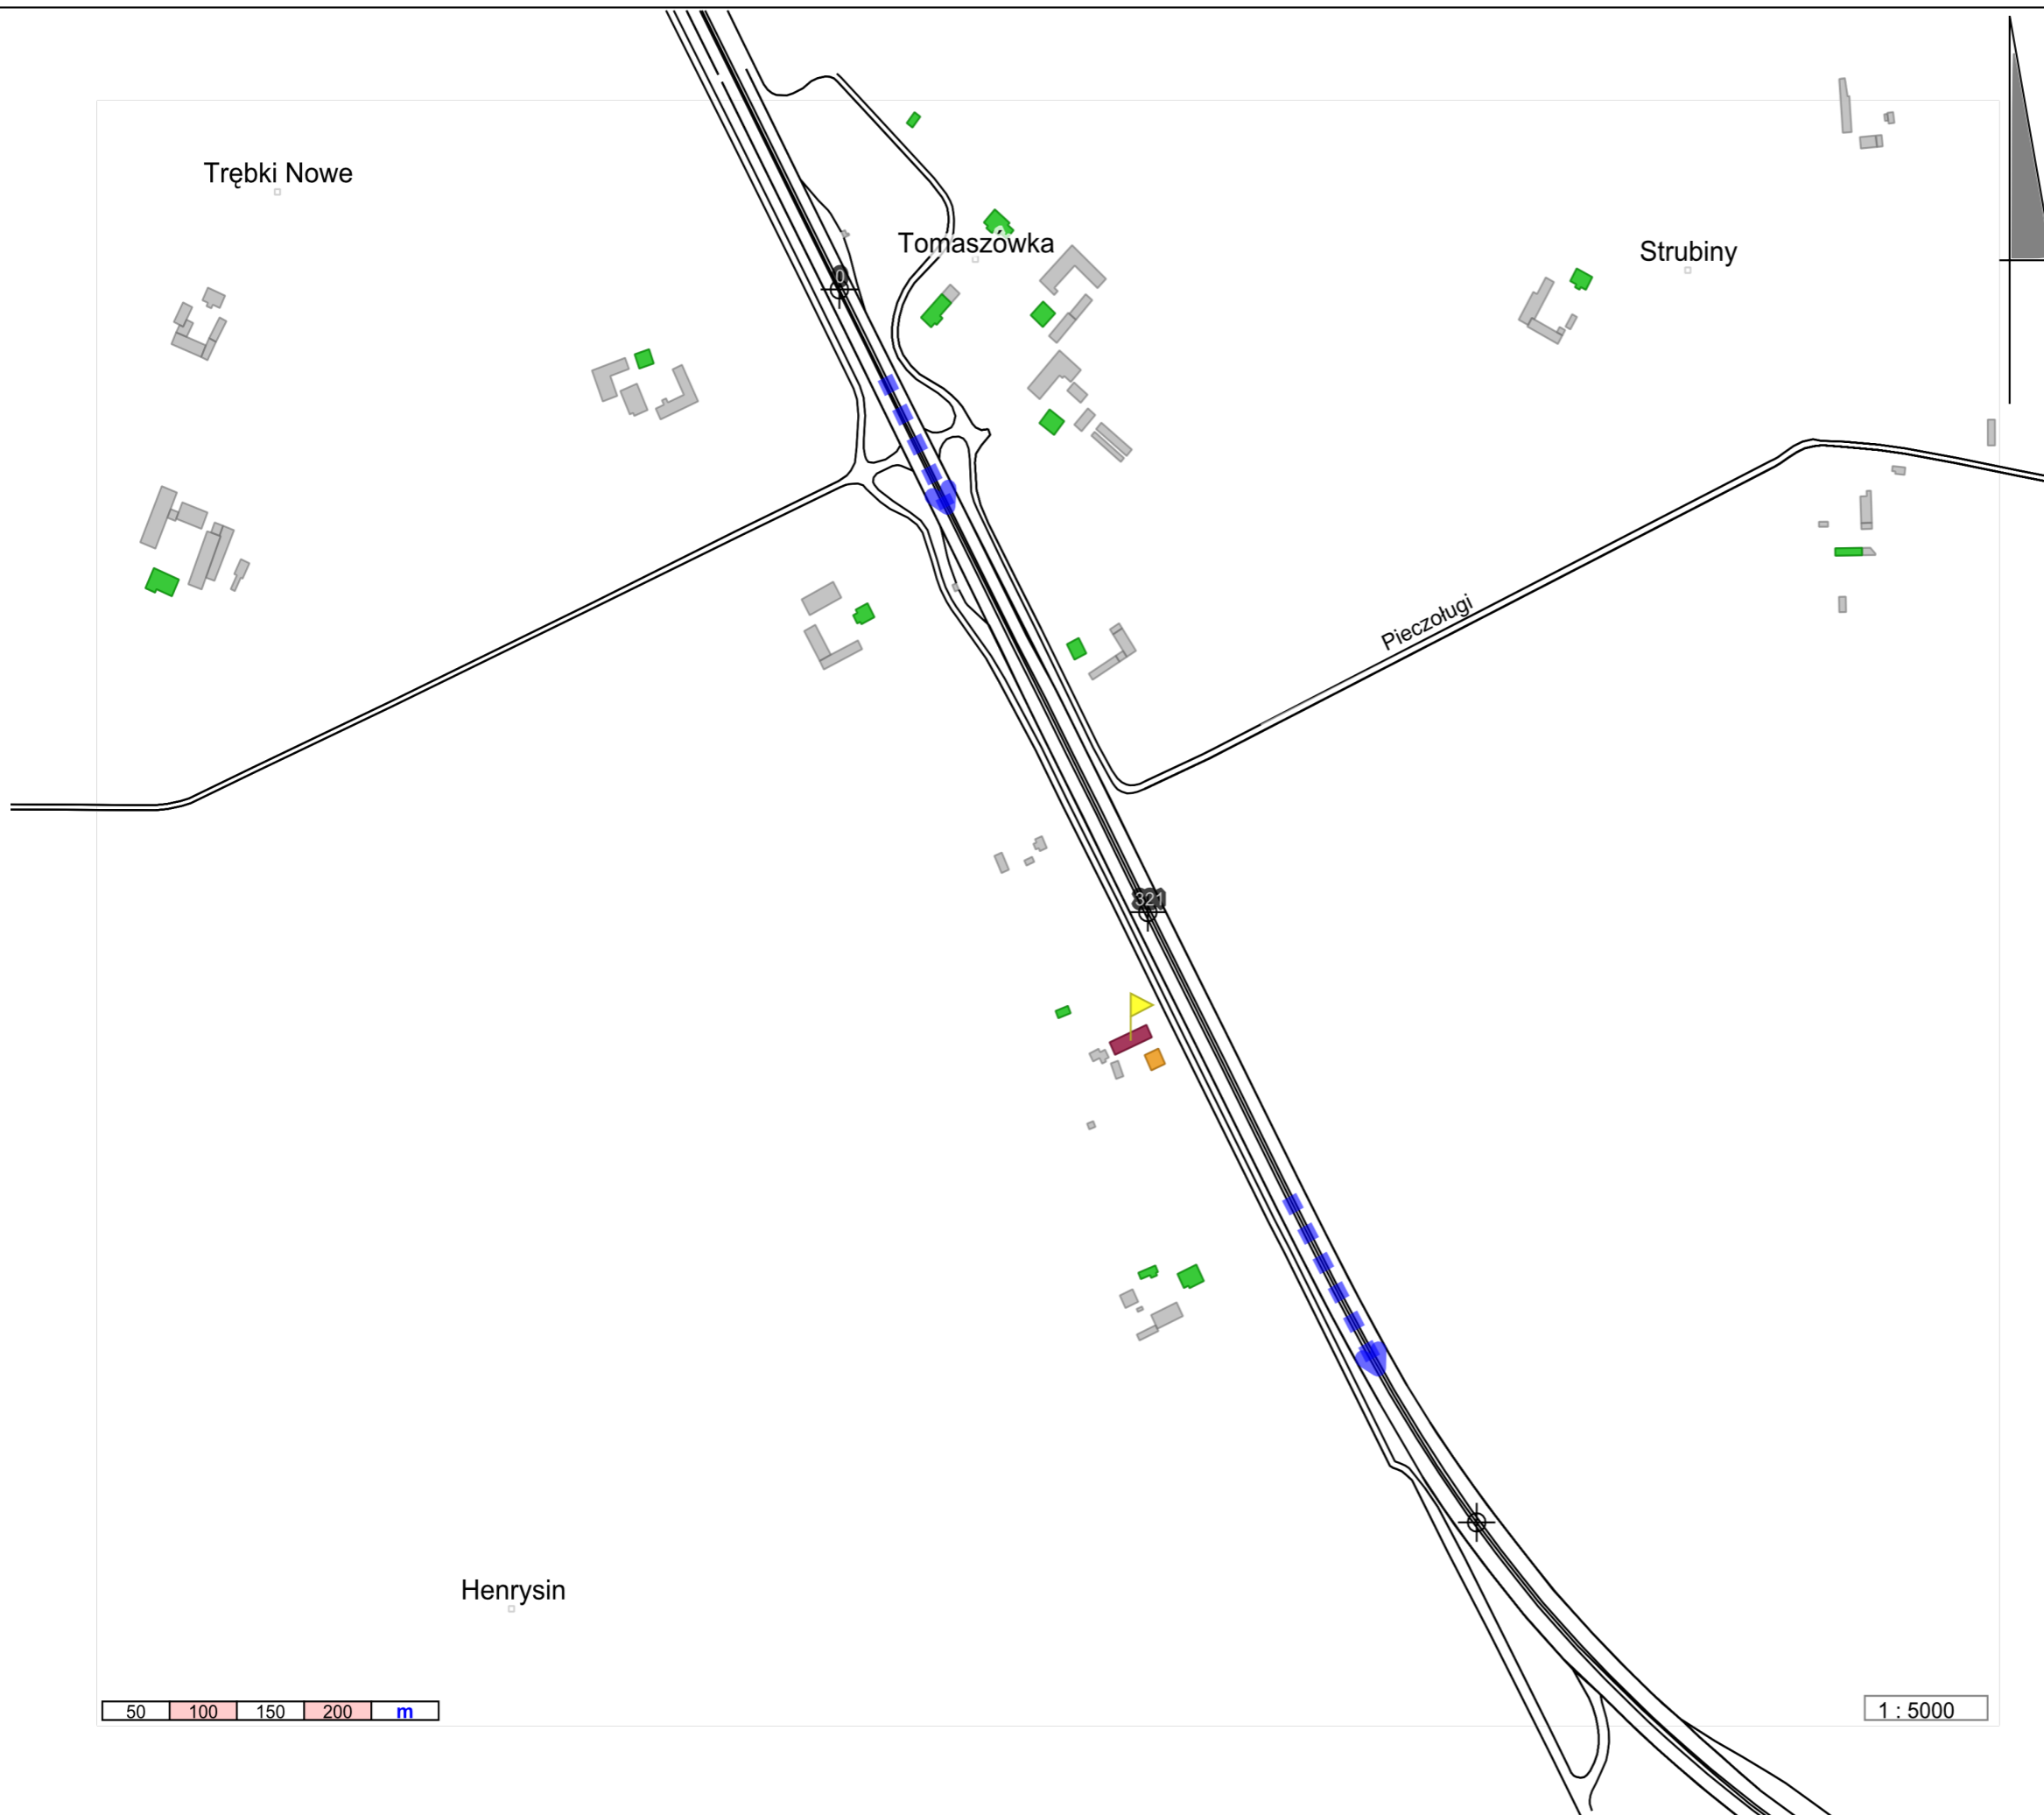 Trębki Nowe
Tomaszówka
Strubiny
0
Pieczoługi
321
Henrysin
50 100 150 200 m
1 : 5000